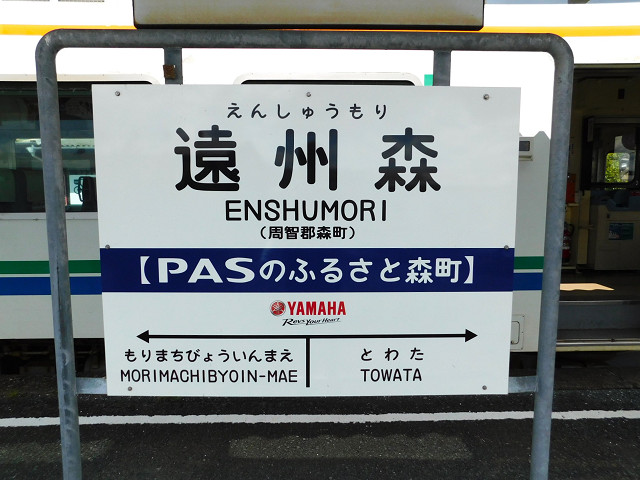 えんしゅうもり
遠州森
ENSHUMORI
(周智郡森町)
【PASのふるさと森町】
YAMAHA
Revs Your Heart
もりまちびょういんまえ とわた
MORIMACHIBYOIN-MAE TOWATA